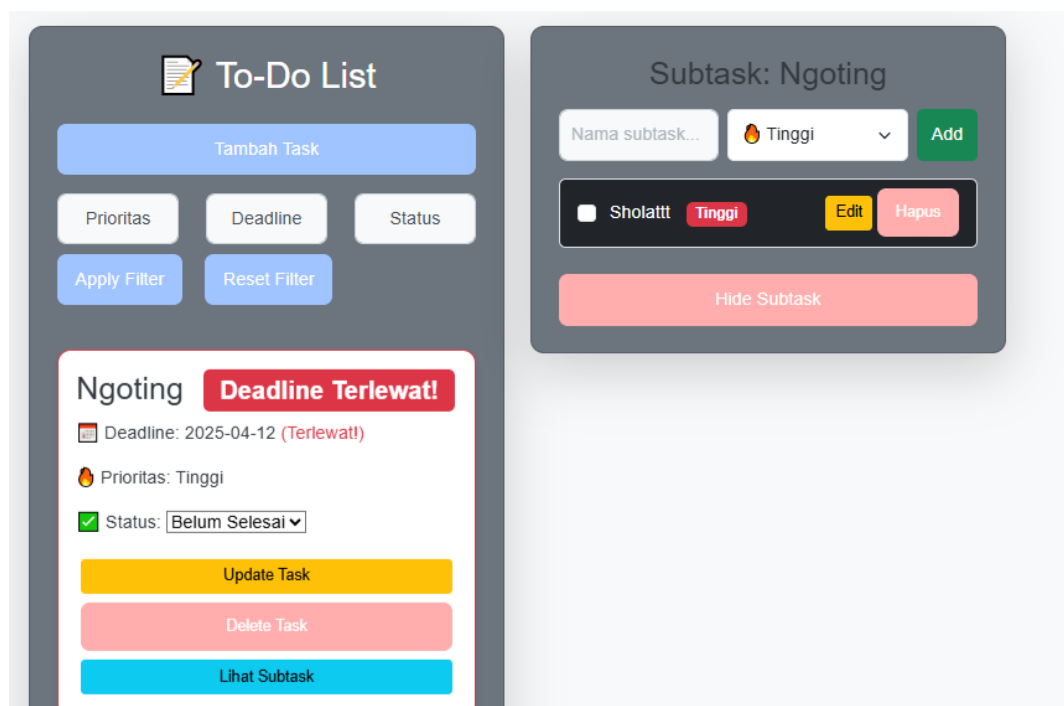 📝 To-Do List
Tambah Task
Prioritas Deadline Status
Apply Filter Reset Filter
Ngoting Deadline Terlewat!
📅 Deadline: 2025-04-12 (Terlewat!)
🔥 Prioritas: Tinggi
✅ Status: Belum Selesai
Update Task
Delete Task
Lihat Subtask
Subtask: Ngoting
Nama subtask... 🔥 Tinggi Add
Sholattt Tinggi Edit Hapus
Hide Subtask